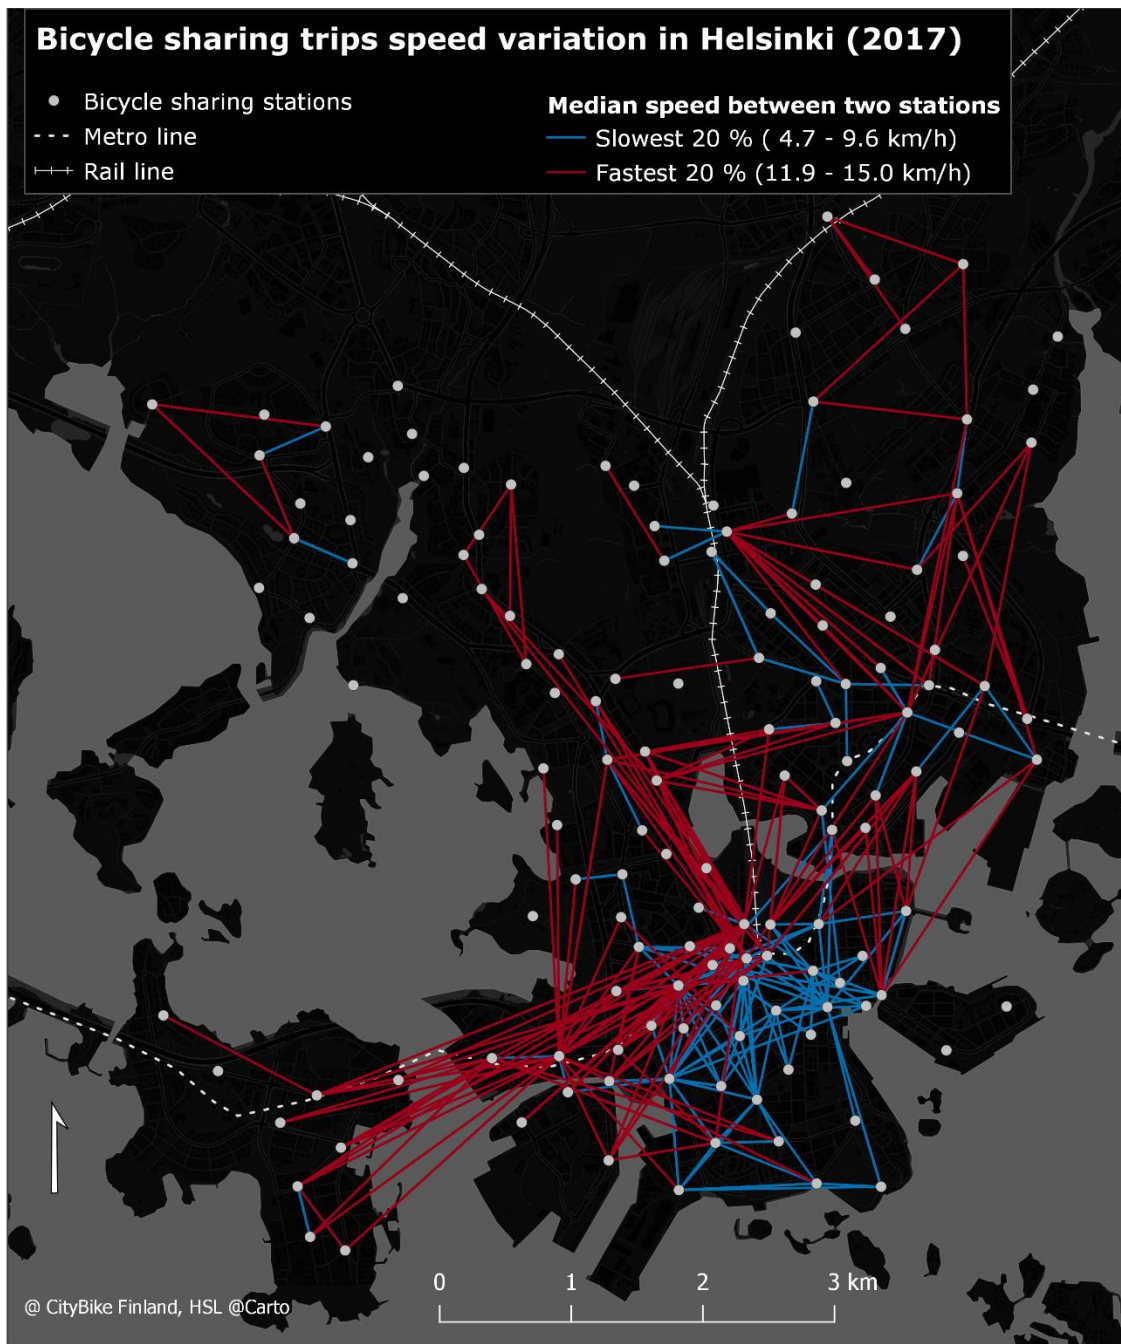 Bicycle sharing trips speed variation in Helsinki (2017)
Bicycle sharing stations
Metro line
Rail line
Median speed between two stations
Slowest 20 % ( 4.7 - 9.6 km/h)
Fastest 20 % (11.9 - 15.0 km/h)
0 1 2 3 km
@ CityBike Finland, HSL @Carto